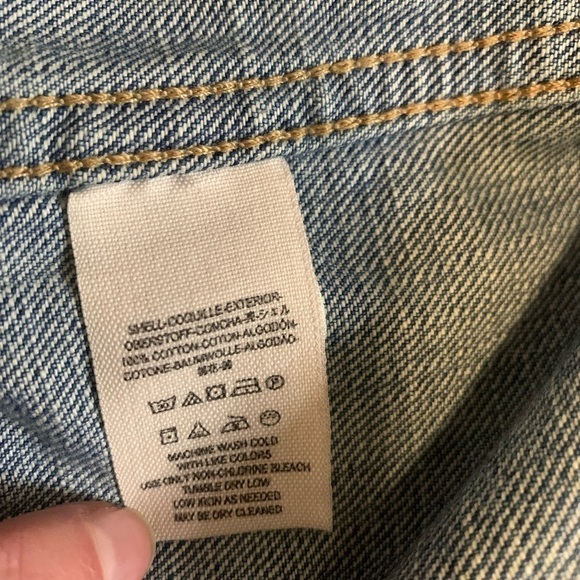 SHELL-COQUILLE-EXTERIOR-
OBERSTOFF-CONCHA-表-シェル
100% COTTON-COTON-ALGODÓN-
COTONE-BAUMWOLLE-ALGODÃO-
MACHINE WASH COLD
WITH LIKE COLORS
USE ONLY NON-CHLORINE BLEACH
TUMBLE DRY LOW
LOW IRON AS NEEDED
MAY BE DRY CLEANED